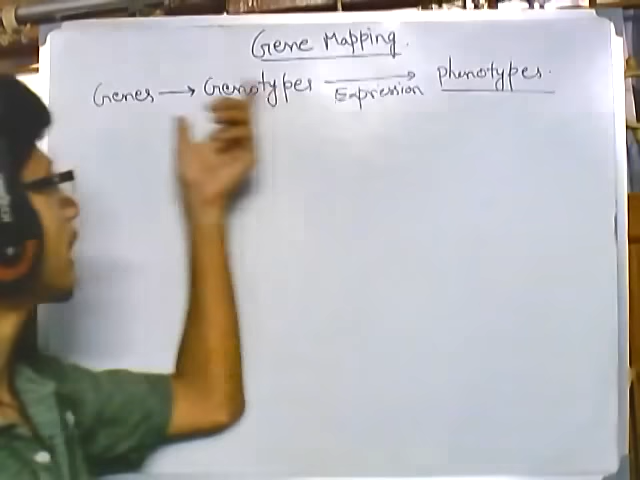 Gene Mapping.
Genes → Genotypes → Expression phenotypes.